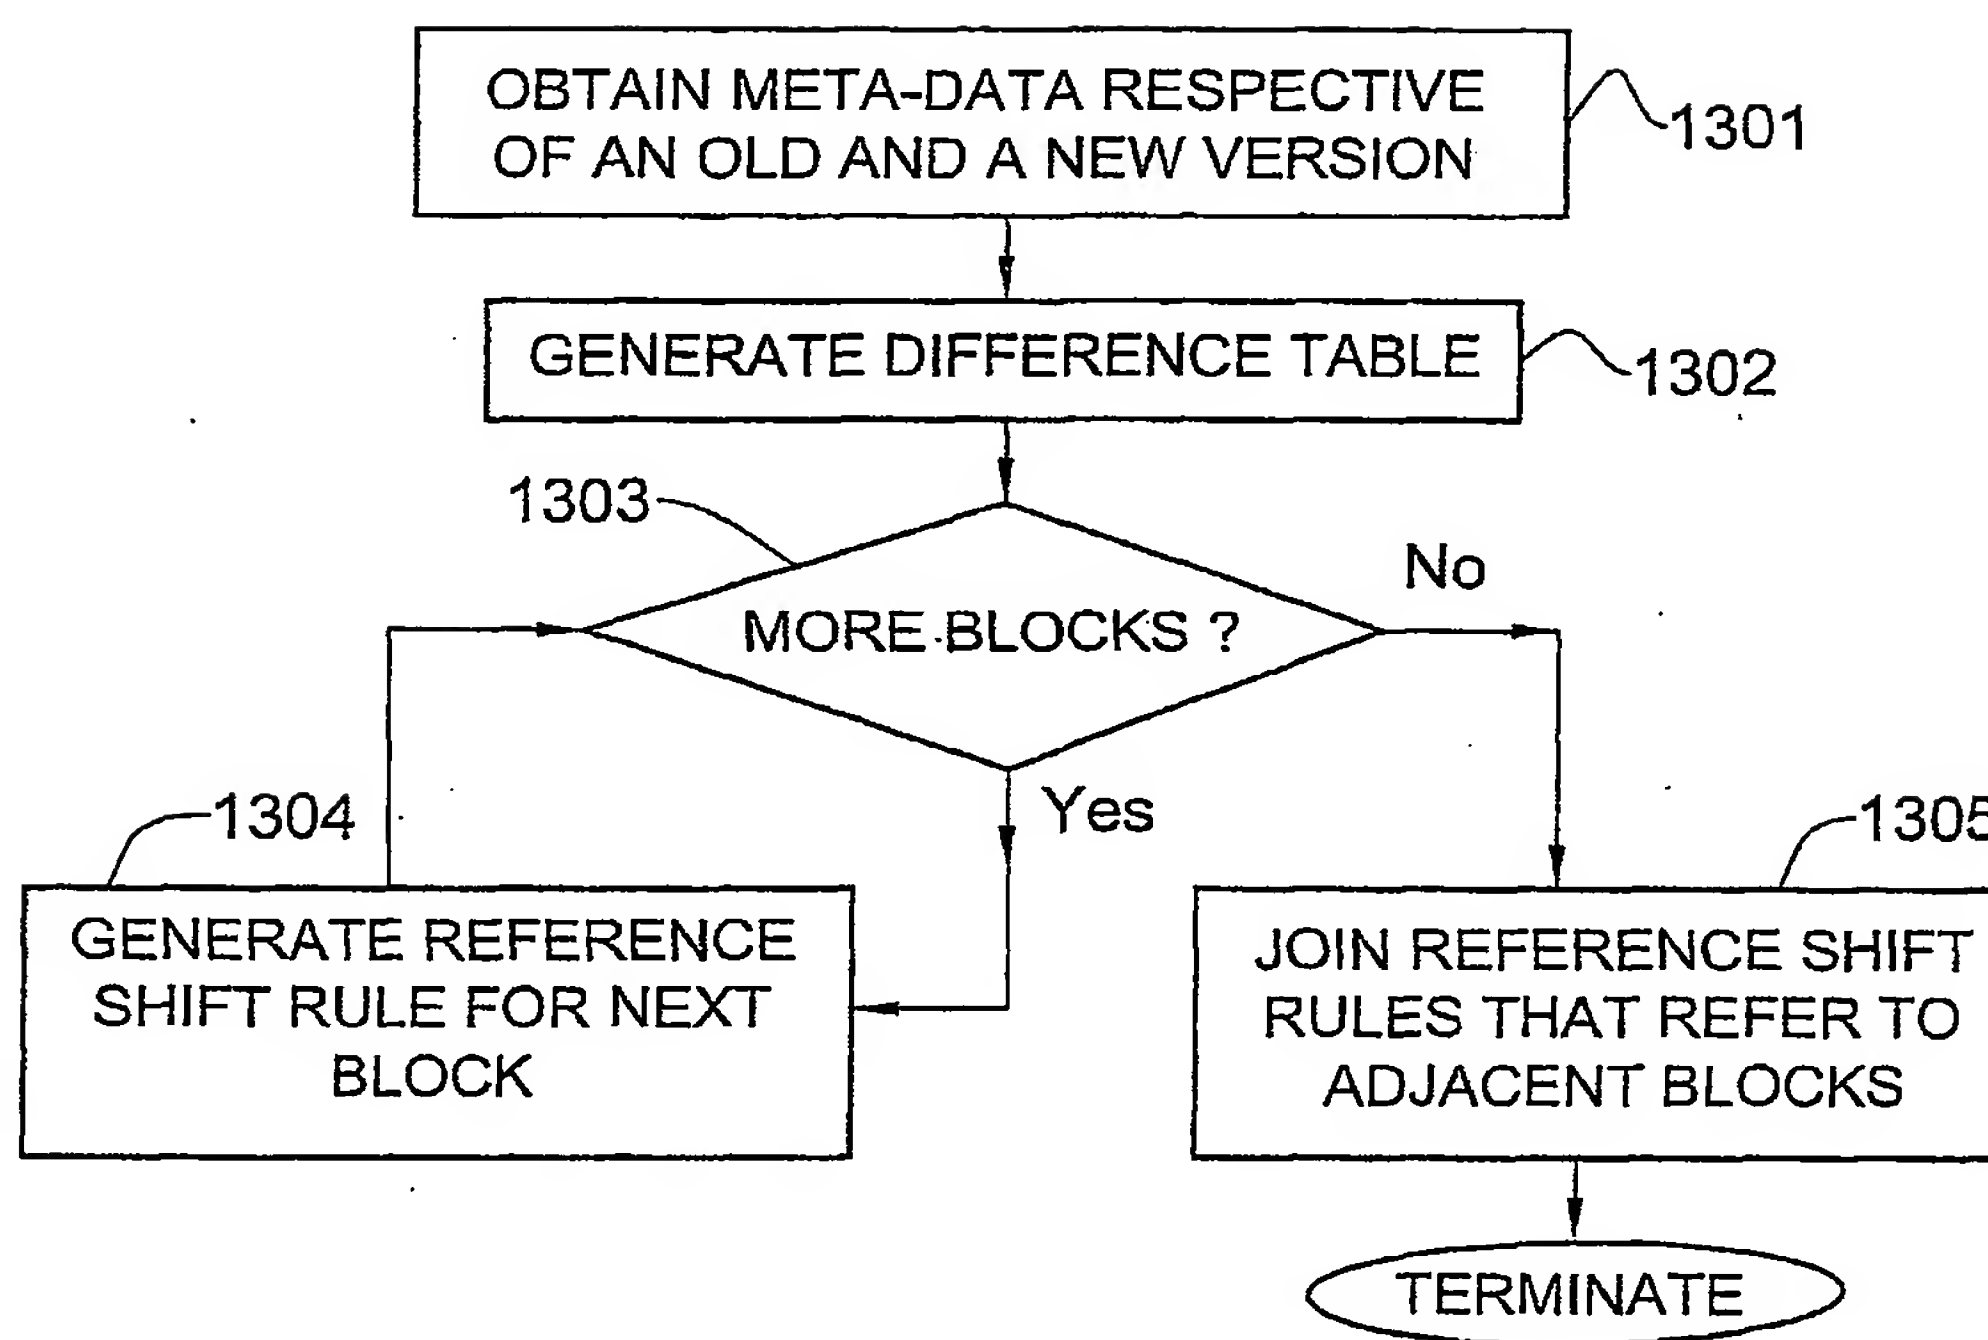 OBTAIN META-DATA RESPECTIVE
OF AN OLD AND A NEW VERSION
1301
GENERATE DIFFERENCE TABLE
1302
1303
MORE BLOCKS ?
No
Yes
1304
GENERATE REFERENCE
SHIFT RULE FOR NEXT
BLOCK
1305
JOIN REFERENCE SHIFT
RULES THAT REFER TO
ADJACENT BLOCKS
TERMINATE